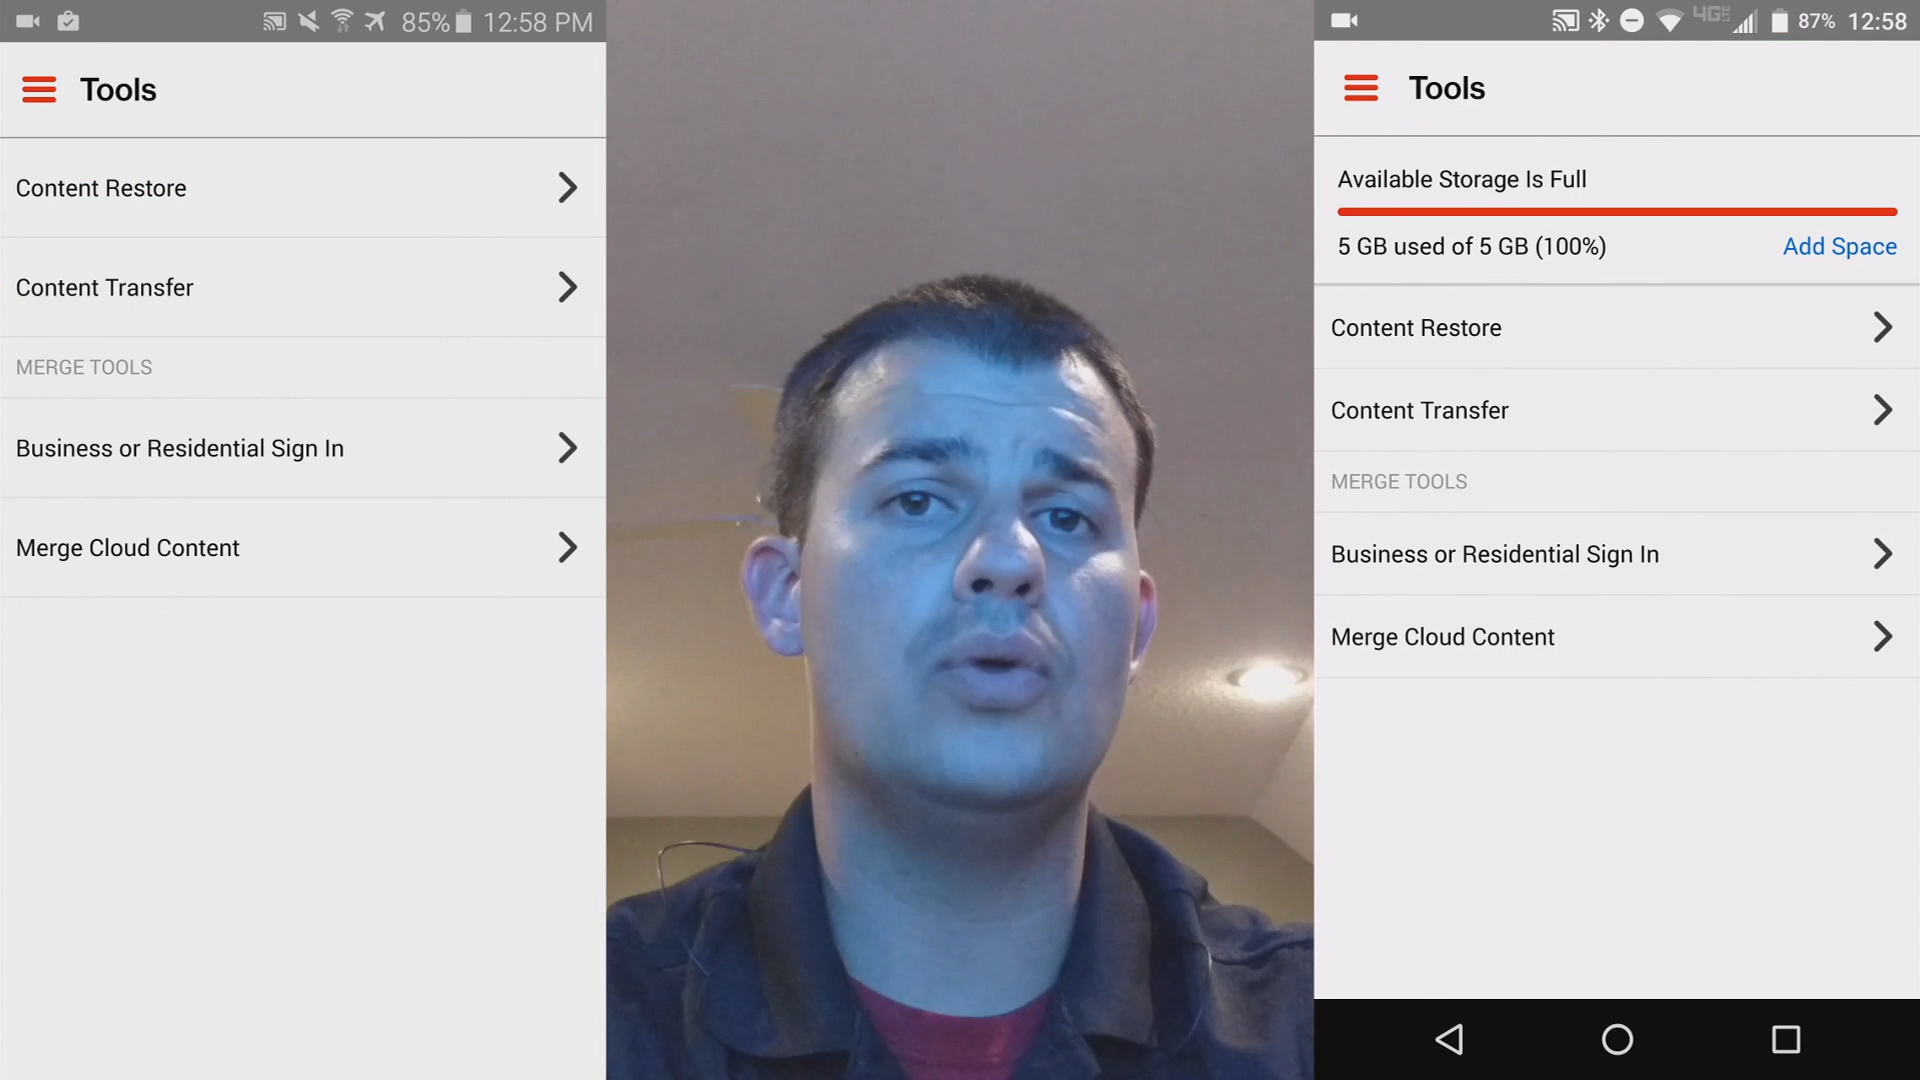 85% 12:58 PM
Tools
Content Restore
Content Transfer
MERGE TOOLS
Business or Residential Sign In
Merge Cloud Content
4G LTE 87% 12:58
Tools
Available Storage Is Full
5 GB used of 5 GB (100%) Add Space
Content Restore
Content Transfer
MERGE TOOLS
Business or Residential Sign In
Merge Cloud Content